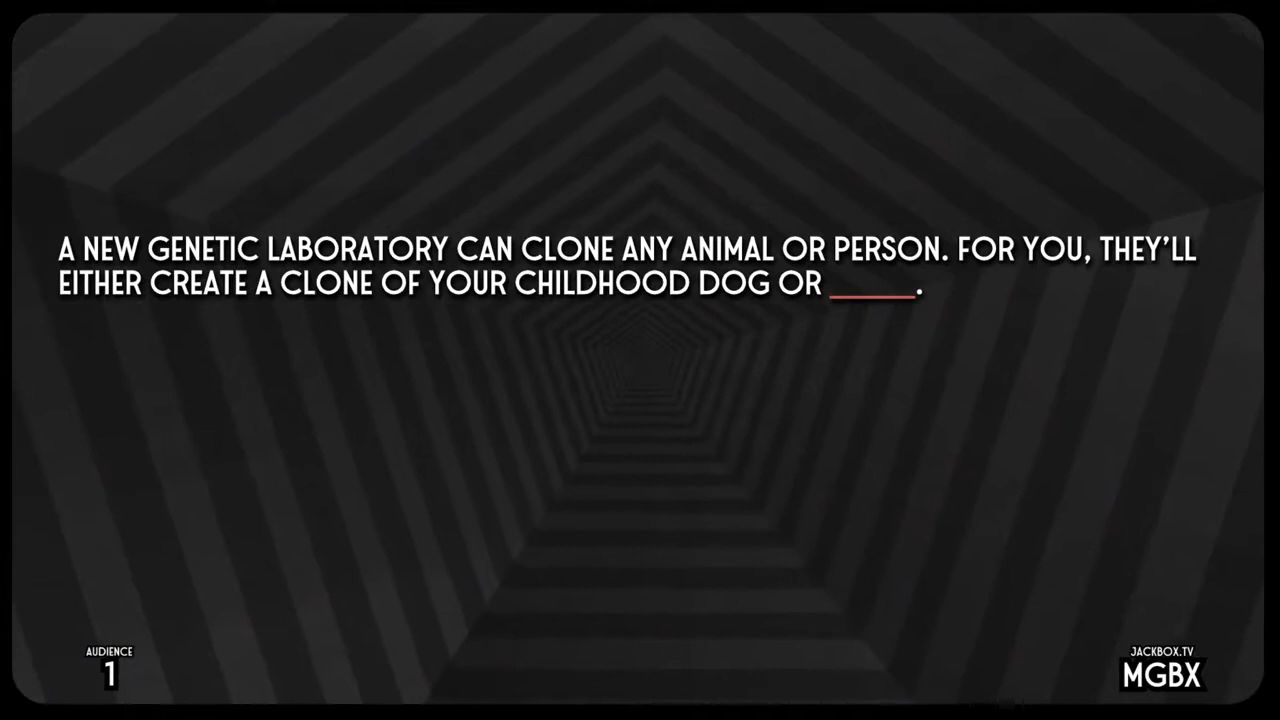 A NEW GENETIC LABORATORY CAN CLONE ANY ANIMAL OR PERSON. FOR YOU, THEY'LL
EITHER CREATE A CLONE OF YOUR CHILDHOOD DOG OR ______.
AUDIENCE
1
JACKBOX.TV
MGBX